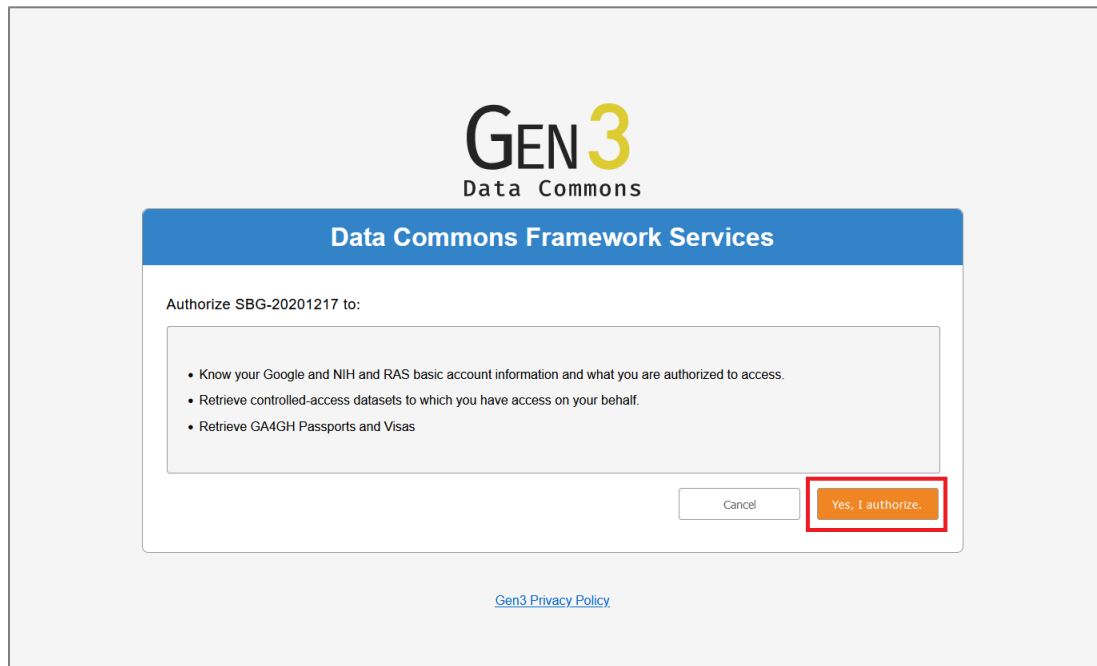 GEN3
Data Commons
Data Commons Framework Services
Authorize SBG-20201217 to:
• Know your Google and NIH and RAS basic account information and what you are authorized to access.
• Retrieve controlled-access datasets to which you have access on your behalf.
• Retrieve GA4GH Passports and Visas
Cancel
Yes, I authorize.
Gen3 Privacy Policy